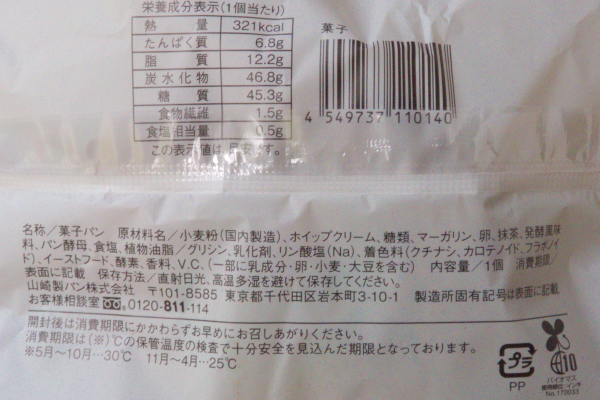 栄養成分表示(1個当たり)
熱量 321kcal
たんぱく質 6.8g
脂質 12.2g
炭水化物 46.8g
糖質 45.3g
食物繊維 1.5g
食塩相当量 0.5g
この表示値は、目安です。
菓子
4 549737 110140
名称/菓子パン 原材料名/小麦粉(国内製造)、ホイップクリーム、糖類、マーガリン、卵、抹茶、発酵風味
料、パン酵母、食塩、植物油脂/グリシン、乳化剤、リン酸塩(Na)、着色料(クチナシ、カロテノイド、フラボノイ
ド)、イーストフード、酵素、香料、V.C、(一部に乳成分・卵・小麦・大豆を含む) 内容量/1個 消費期限/
表面に記載 保存方法/直射日光、高温多湿を避けて保存してください。
山崎製パン株式会社 〒101-8585 東京都千代田区岩本町3-10-1 製造所固有記号は表面に記載
お客様相談室 0120-811-114
開封後は消費期限にかかわらずお早めにお召しあがりください。
消費期限は(※)℃の保管温度の検査で十分安全を見込んだ期限となっております。
※5月〜10月…30℃ 11月〜4月…25℃
プラ
PP
10
バイオマス
使用部位:インキ
No.170033